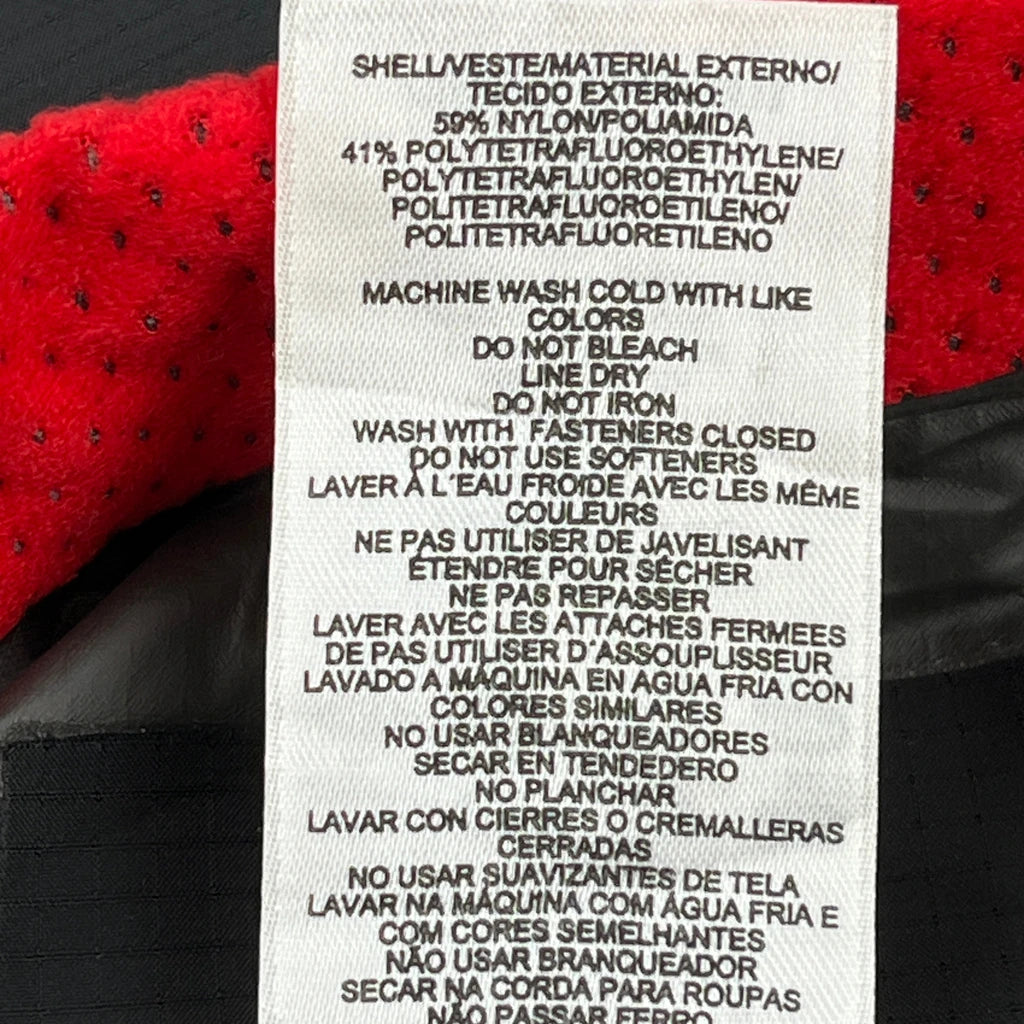 SHELL/VESTE/MATERIAL EXTERNO/
TECIDO EXTERNO:
59% NYLON/POLIAMIDA
41% POLYTETRAFLUOROETHYLENE/
POLYTETRAFLUOROETHYLEN/
POLITETRAFLUOROETILENO/
POLITETRAFLUORETILENO
MACHINE WASH COLD WITH LIKE
COLORS
DO NOT BLEACH
LINE DRY
DO NOT IRON
WASH WITH FASTENERS CLOSED
DO NOT USE SOFTENERS
LAVER À L'EAU FROIDE AVEC LES MÊME
COULEURS
NE PAS UTILISER DE JAVELISANT
ÉTENDRE POUR SÉCHER
NE PAS REPASSER
LAVER AVEC LES ATTACHES FERMEES
DE PAS UTILISER D'ASSOUPLISSEUR
LAVADO A MÁQUINA EN AGUA FRIA CON
COLORES SIMILARES
NO USAR BLANQUEADORES
SECAR EN TENDEDERO
NO PLANCHAR
LAVAR CON CIERRES O CREMALLERAS
CERRADAS
NO USAR SUAVIZANTES DE TELA
LAVAR NA MÁQUINA COM ÁGUA FRIA E
COM CORES SEMELHANTES
NÃO USAR BRANQUEADOR
SECAR NA CORDA PARA ROUPAS
NÃO PASSAR FERRO